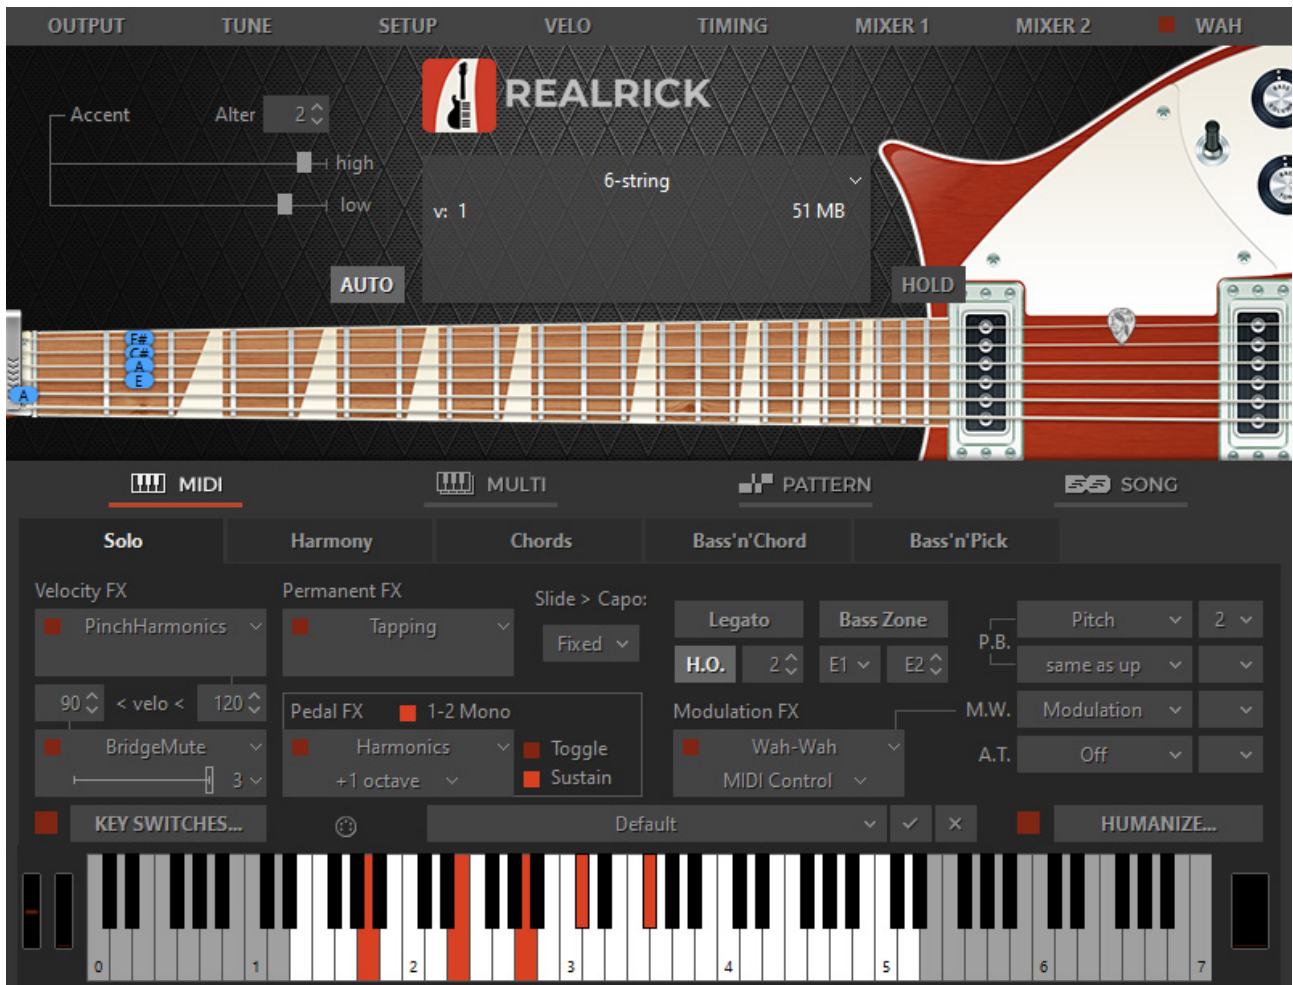 OUTPUT TUNE SETUP VELO TIMING MIXER 1 MIXER 2 WAH
REALRICK
Accent Alter 2
high
low
6-string
v: 1 51 MB
AUTO
HOLD
F#
C#
A
E
A
MIDI MULTI PATTERN SONG
Solo Harmony Chords Bass'n'Chord Bass'n'Pick
Velocity FX Permanent FX Slide > Capo:
PinchHarmonics Tapping Fixed Legato Bass Zone P.B. Pitch 2
H.O. 2 E1 E2 same as up
90 < velo < 120 Pedal FX 1-2 Mono Modulation FX M.W. Modulation
BridgeMute Harmonics Toggle Wah-Wah A.T. Off
3 +1 octave Sustain MIDI Control
KEY SWITCHES... Default HUMANIZE...
0 1 2 3 4 5 6 7